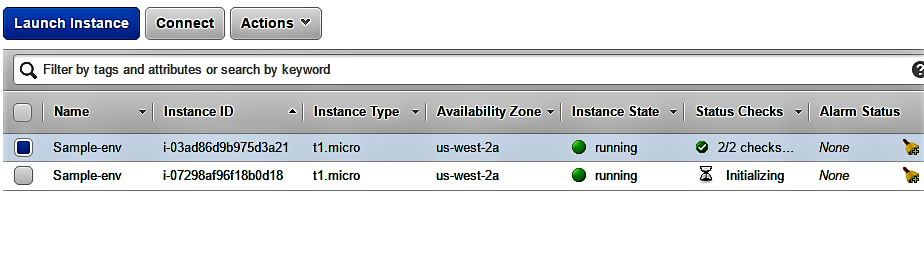 Launch Instance Connect Actions
Filter by tags and attributes or search by keyword ?
Name Instance ID Instance Type Availability Zone Instance State Status Checks Alarm Status
Sample-env i-03ad86d9b975d3a21 t1.micro us-west-2a running 2/2 checks... None
Sample-env i-07298af96f18b0d18 t1.micro us-west-2a running Initializing None